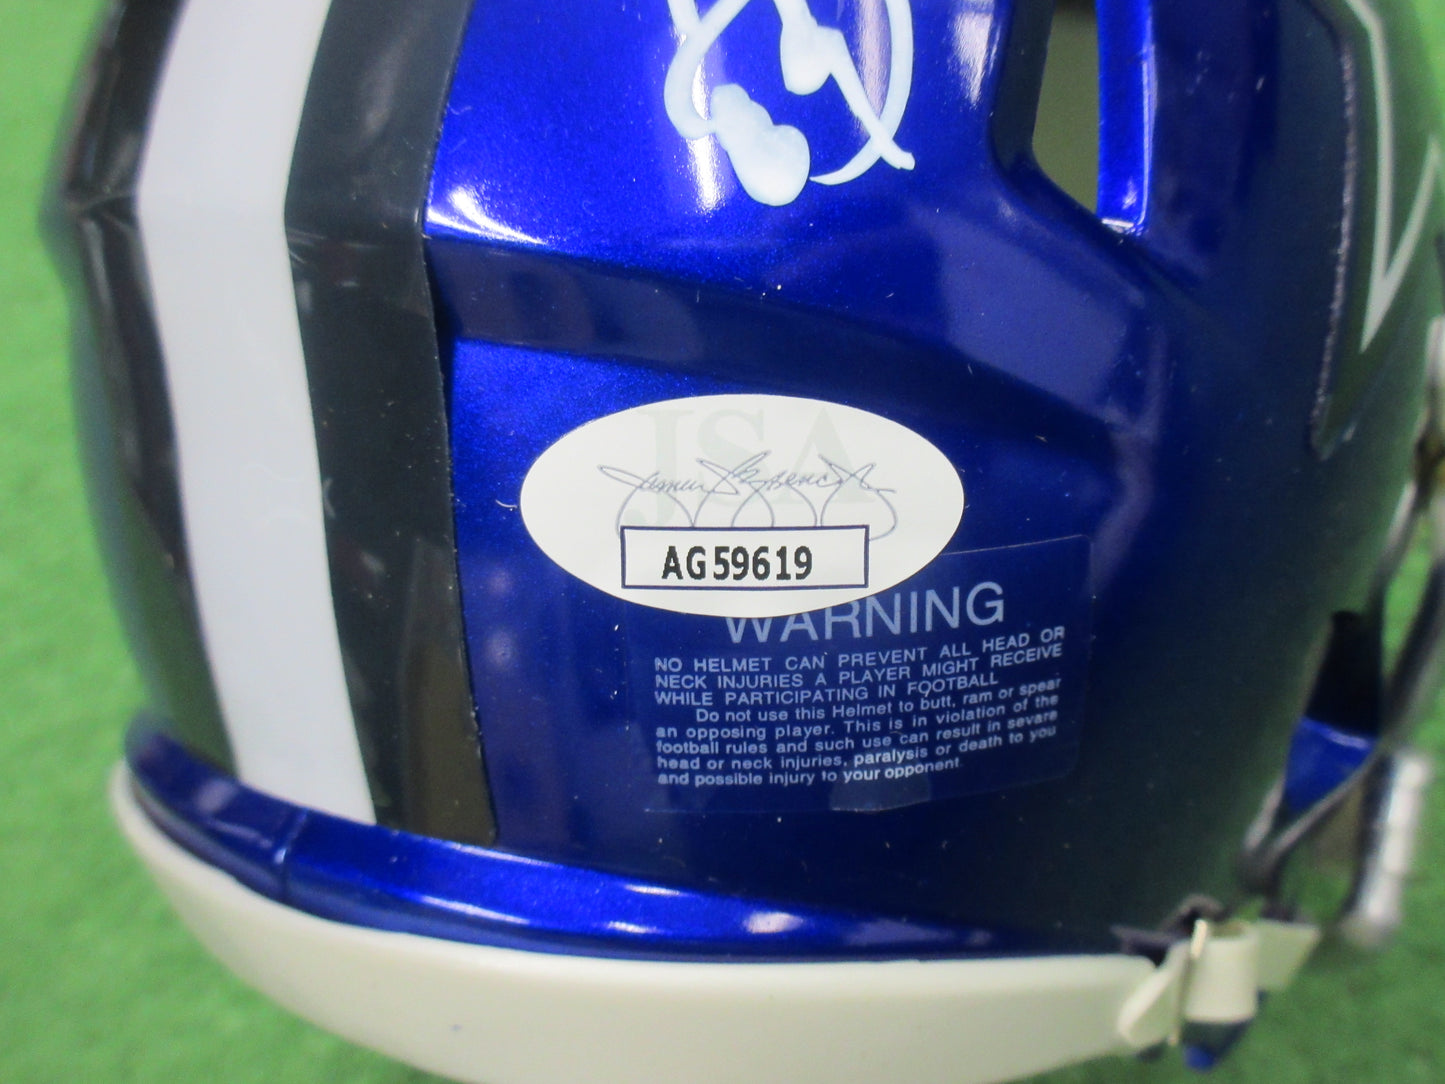 JSA
James Spence
AG59619
WARNING
NO HELMET CAN PREVENT ALL HEAD OR
NECK INJURIES A PLAYER MIGHT RECEIVE
WHILE PARTICIPATING IN FOOTBALL
Do not use this Helmet to butt, ram or spear
an opposing player. This is in violation of the
football rules and such use can result in severe
head or neck injuries, paralysis or death to you
and possible injury to your opponent.